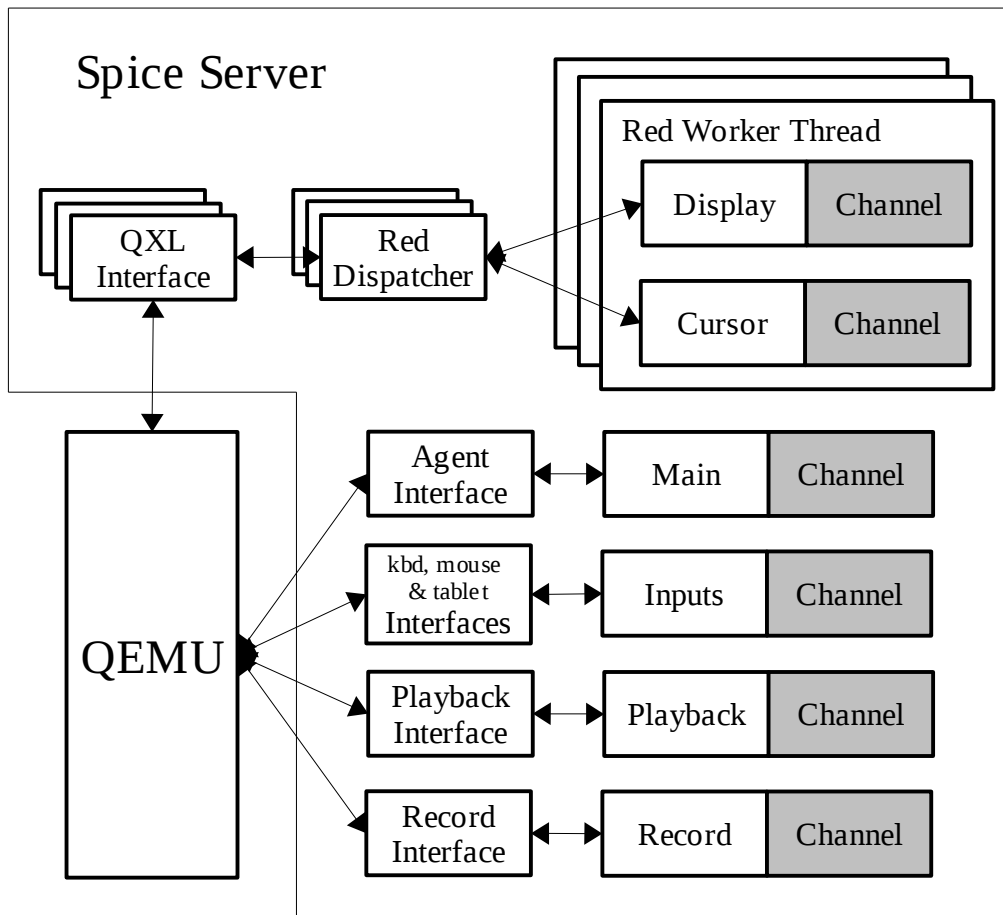 Spice Server
Red Worker Thread
Display
Channel
QXL
Interface
Red
Dispatcher
Cursor
Channel
Agent
Interface
Main
Channel
kbd, mouse
& tablet
Interfaces
Inputs
Channel
QEMU
Playback
Interface
Playback
Channel
Record
Interface
Record
Channel